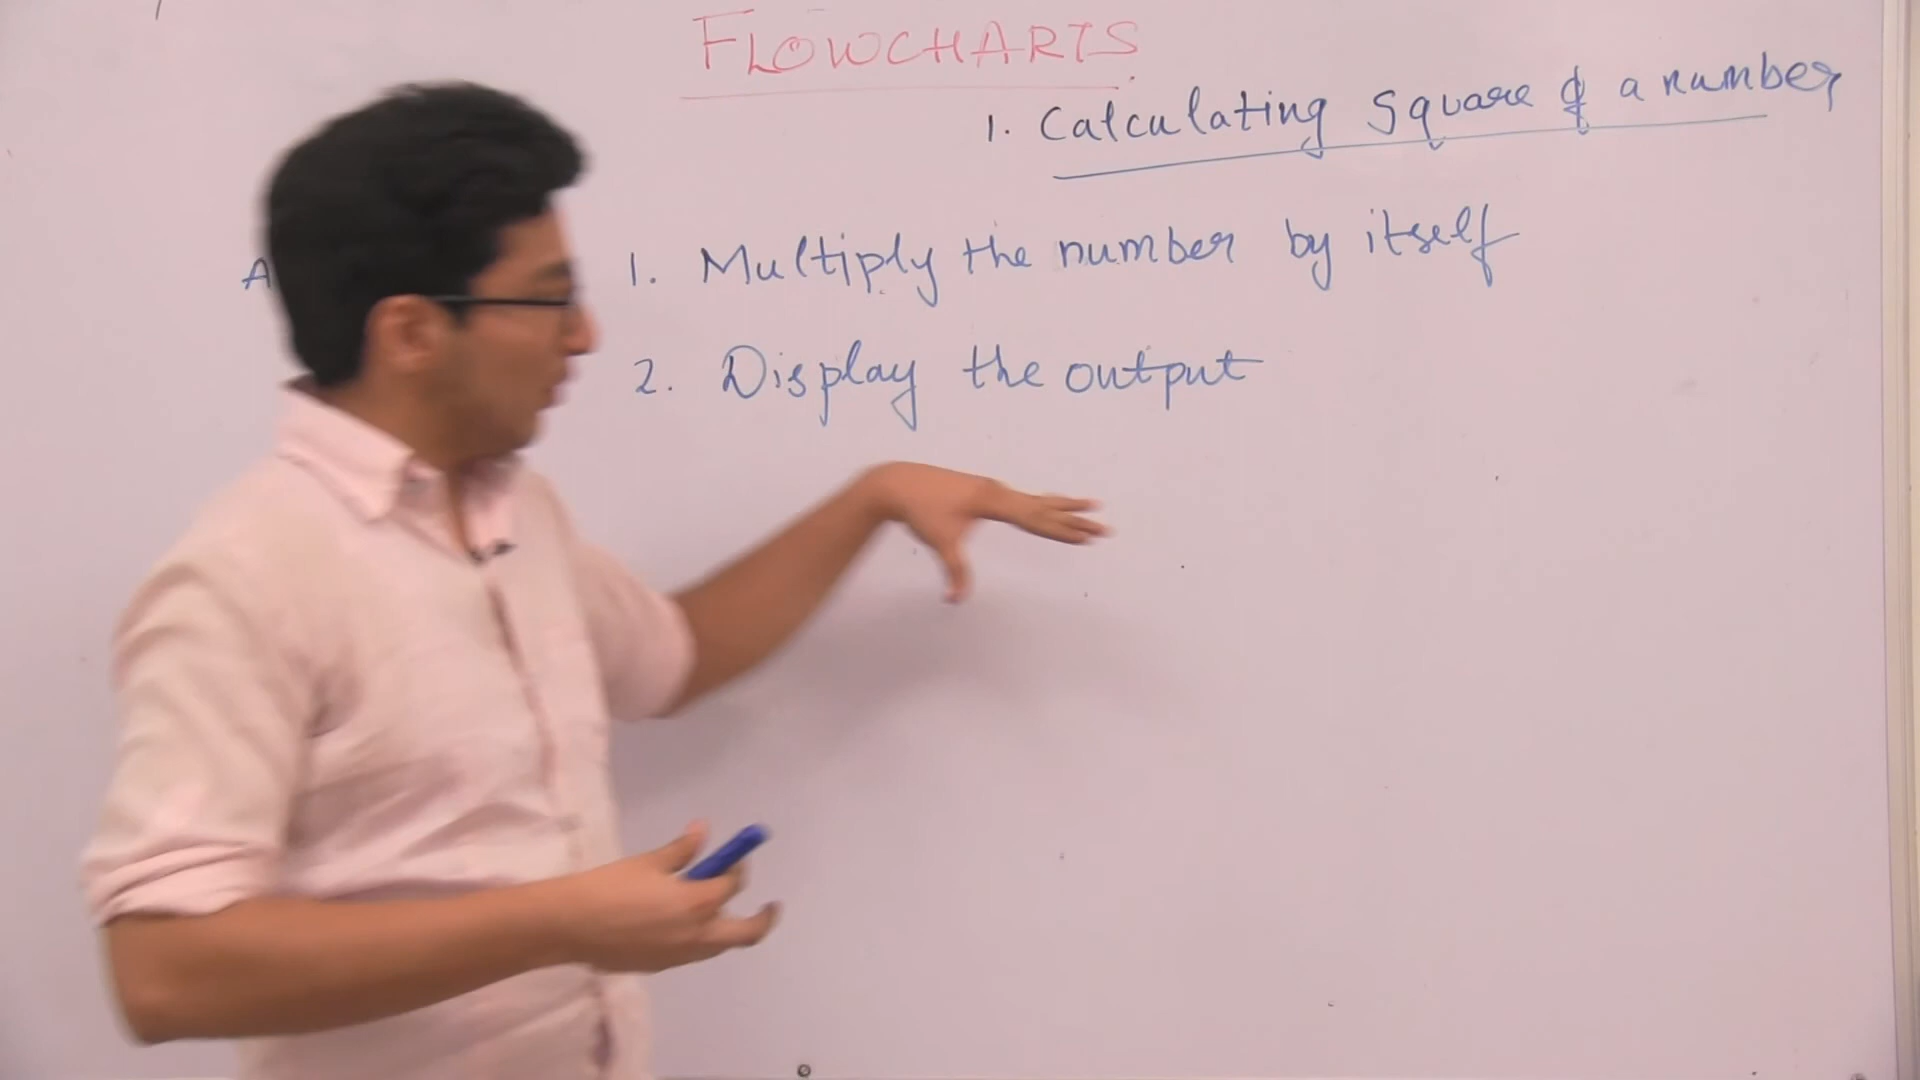 FLOWCHARTS
1. Calculating Square of a number
1. Multiply the number by itself
2. Display the output